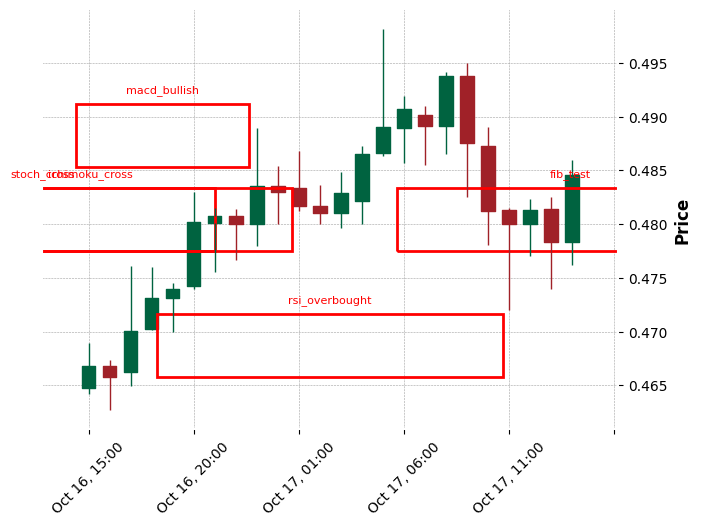 macd_bullish
stoch_cross
ichimoku_cross
fib_test
rsi_overbought
0.495
0.490
0.485
0.480
0.475
0.470
0.465
Price
Oct 16, 15:00
Oct 16, 20:00
Oct 17, 01:00
Oct 17, 06:00
Oct 17, 11:00